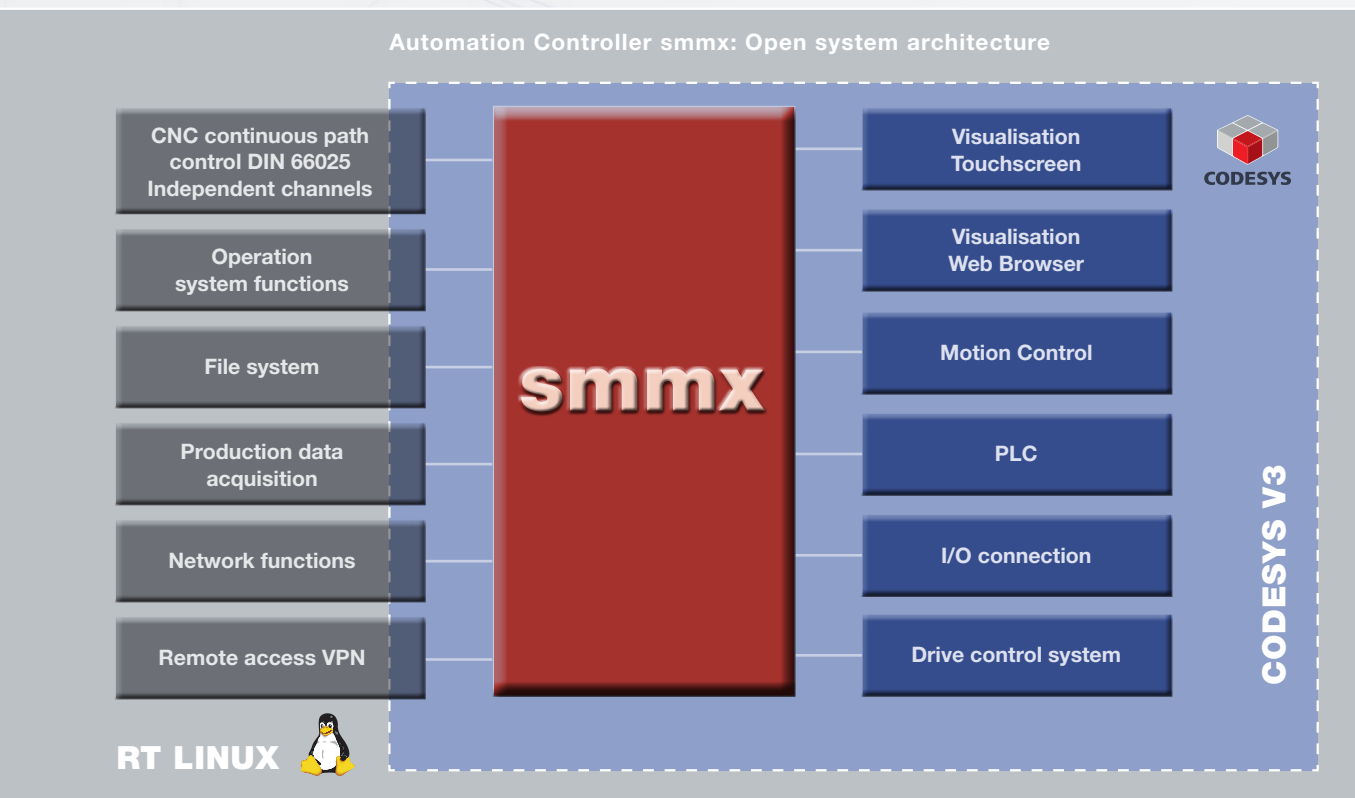 Automation Controller smmx: Open system architecture
CNC continuous path
control DIN 66025
Independent channels
Operation
system functions
File system
Production data
acquisition
Network functions
Remote access VPN
RT LINUX
smmx
Visualisation
Touchscreen
Visualisation
Web Browser
Motion Control
PLC
I/O connection
Drive control system
CODESYS
CODESYS V3